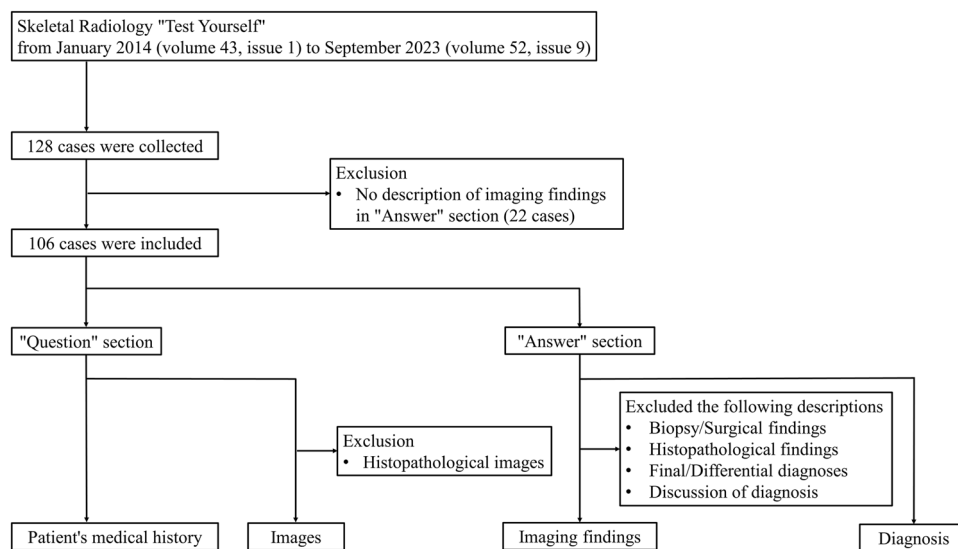 Skeletal Radiology "Test Yourself"
from January 2014 (volume 43, issue 1) to September 2023 (volume 52, issue 9)
128 cases were collected
Exclusion
• No description of imaging findings
in "Answer" section (22 cases)
106 cases were included
"Question" section
"Answer" section
Exclusion
• Histopathological images
Excluded the following descriptions
• Biopsy/Surgical findings
• Histopathological findings
• Final/Differential diagnoses
• Discussion of diagnosis
Patient's medical history
Images
Imaging findings
Diagnosis